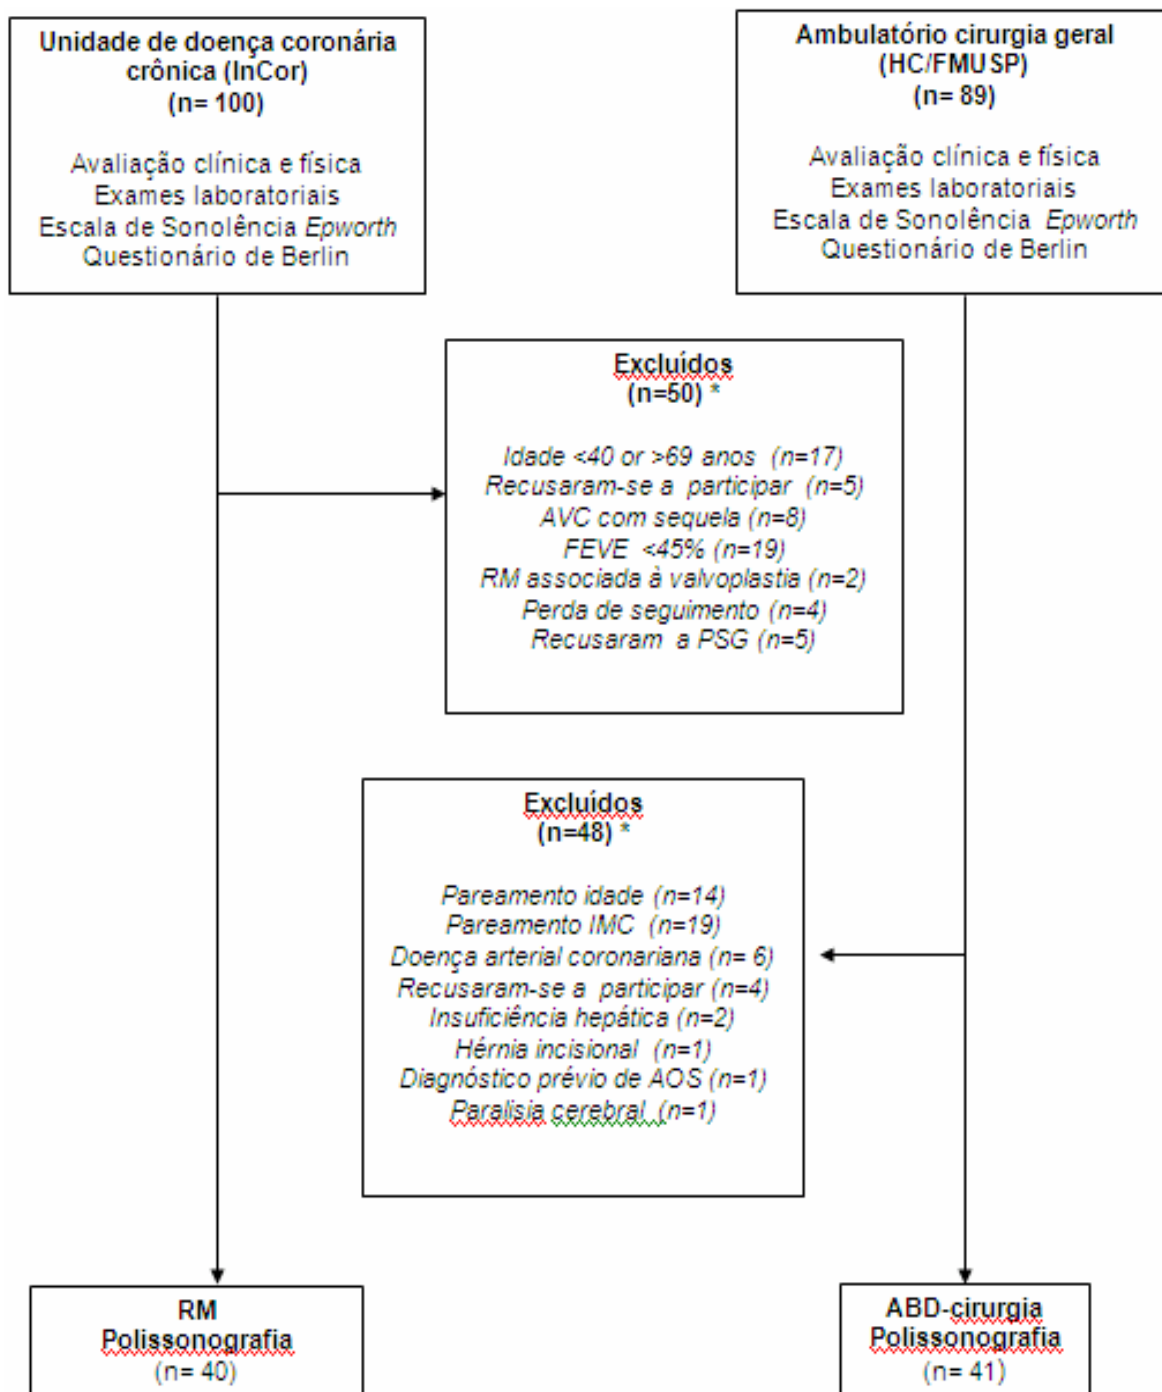 Unidade de doença coronária
crônica (InCor)
(n= 100)
Avaliação clínica e física
Exames laboratoriais
Escala de Sonolência Epworth
Questionário de Berlin
Ambulatório cirurgia geral
(HC/FMUSP)
(n= 89)
Avaliação clínica e física
Exames laboratoriais
Escala de Sonolência Epworth
Questionário de Berlin
Excluídos
(n=50) *
Idade <40 or >69 anos (n=17)
Recusaram-se a participar (n=5)
AVC com sequela (n=8)
FEVE <45% (n=19)
RM associada à valvoplastia (n=2)
Perda de seguimento (n=4)
Recusaram a PSG (n=5)
Excluídos
(n=48) *
Pareamento idade (n=14)
Pareamento IMC (n=19)
Doença arterial coronariana (n= 6)
Recusaram-se a participar (n=4)
Insuficiência hepática (n=2)
Hérnia incisional (n=1)
Diagnóstico prévio de AOS (n=1)
Paralisia cerebral (n=1)
RM
Polissonografia
(n= 40)
ABD-cirurgia
Polissonografia
(n= 41)